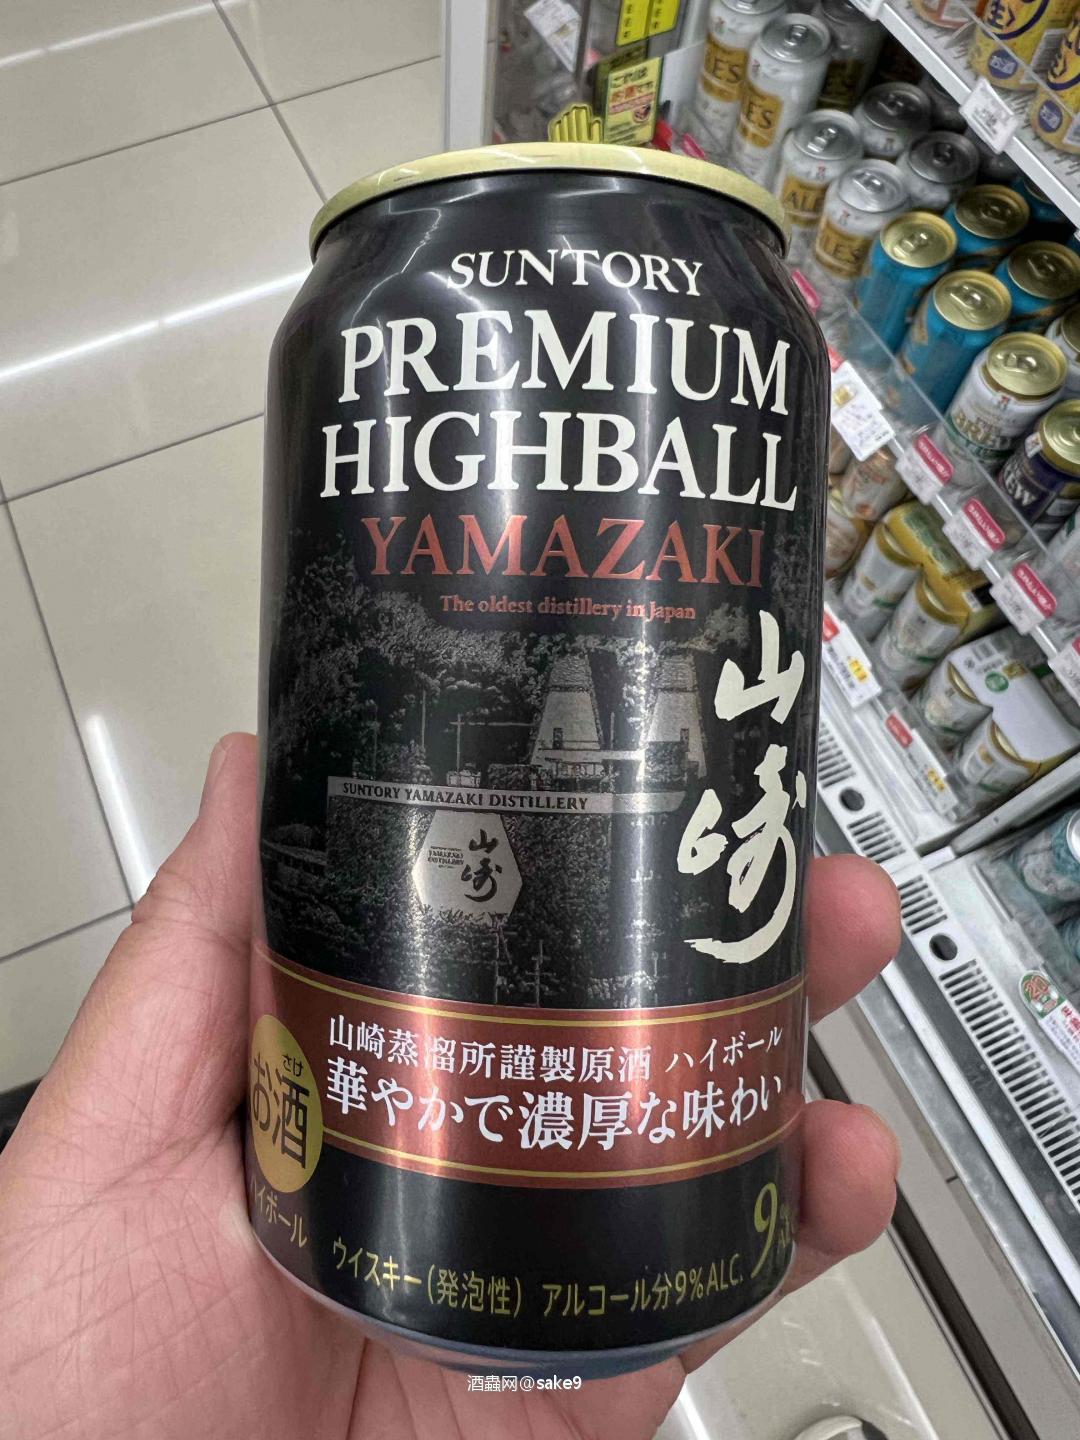 SUNTORY
PREMIUM
HIGHBALL
YAMAZAKI
The oldest distillery in Japan
山崎
SUNTORY YAMAZAKI DISTILLERY
山崎
山崎蒸溜所謹製原酒 ハイボール
華やかで濃厚な味わい
さけ
お酒
ハイボール
ウイスキー(発泡性) アルコール分9%ALC.
9%
酒蟲网@sake9